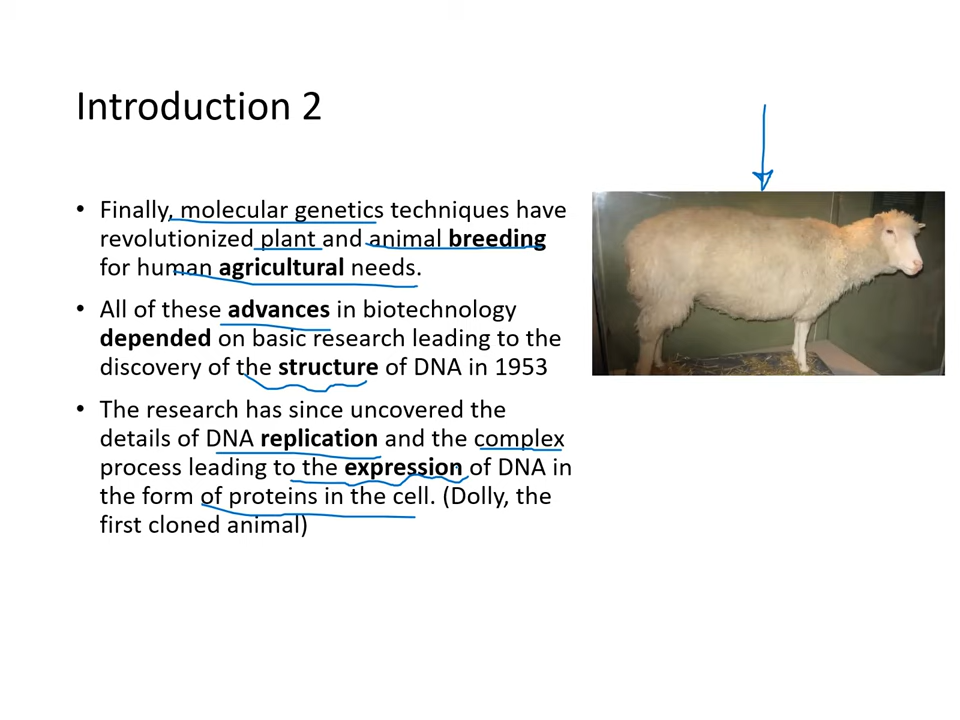 Introduction 2
• Finally, molecular genetics techniques have
revolutionized plant and animal breeding
for human agricultural needs.
• All of these advances in biotechnology
depended on basic research leading to the
discovery of the structure of DNA in 1953
• The research has since uncovered the
details of DNA replication and the complex
process leading to the expression of DNA in
the form of proteins in the cell. (Dolly, the
first cloned animal)